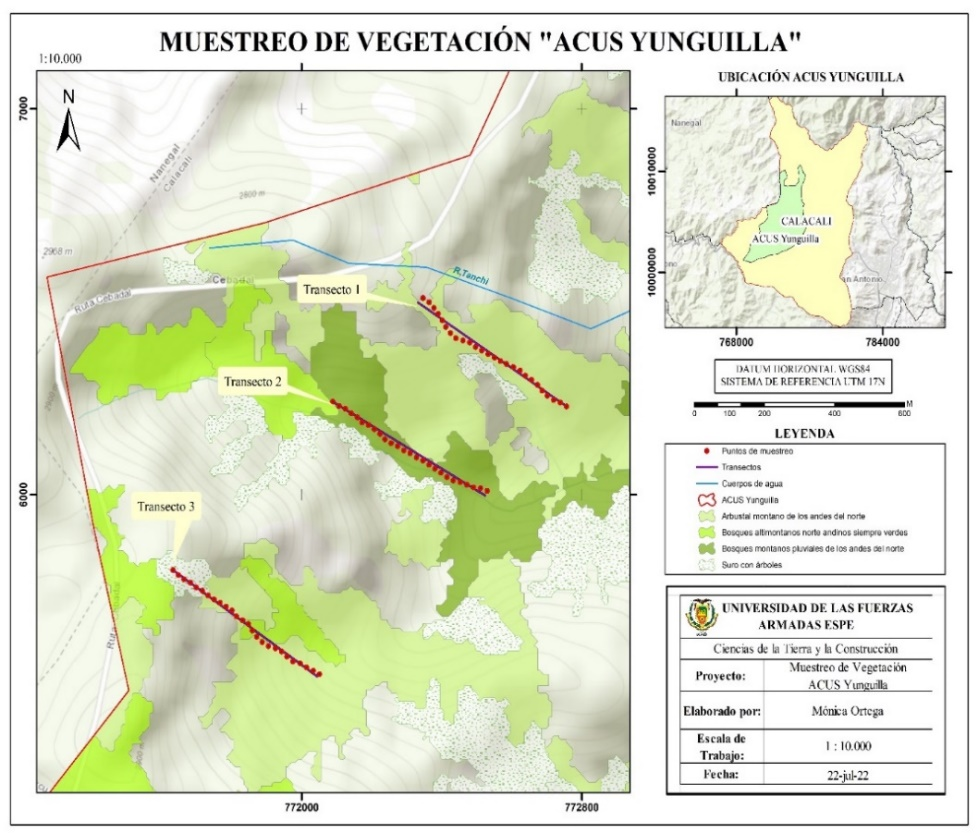 MUESTREO DE VEGETACIÓN "ACUS YUNGUILLA"
1:10.000
N
7000
6000
772000
772800
Nanegal
Calacali
2800 m
2968 m
Cebadal
Ruta Cebadal
R.Tanchi
Transecto 1
Transecto 2
Transecto 3
Ruta
UBICACIÓN ACUS YUNGUILLA
Nanegal
CALACALI
ACUS Yunguilla
an Antonio
10010000
10000000
768000
784000
DATUM HORIZONTAL WGS84
SISTEMA DE REFERENCIA UTM 17N
M
0 100 200 400 600
LEYENDA
Puntos de muestreo
Transectos
Cuerpos de agua
ACUS Yunguilla
Arbustal montano de los andes del norte
Bosques altimontanos norte andinos siempre verdes
Bosques montanos pluviales de los andes del norte
Suro con árboles
UNIVERSIDAD DE LAS FUERZAS
ARMADAS ESPE
Ciencias de la Tierra y la Construcción
Proyecto: Muestreo de Vegetación
ACUS Yunguilla
Elaborado por: Mónica Ortega
Escala de
Trabajo: 1 : 10.000
Fecha: 22-jul-22